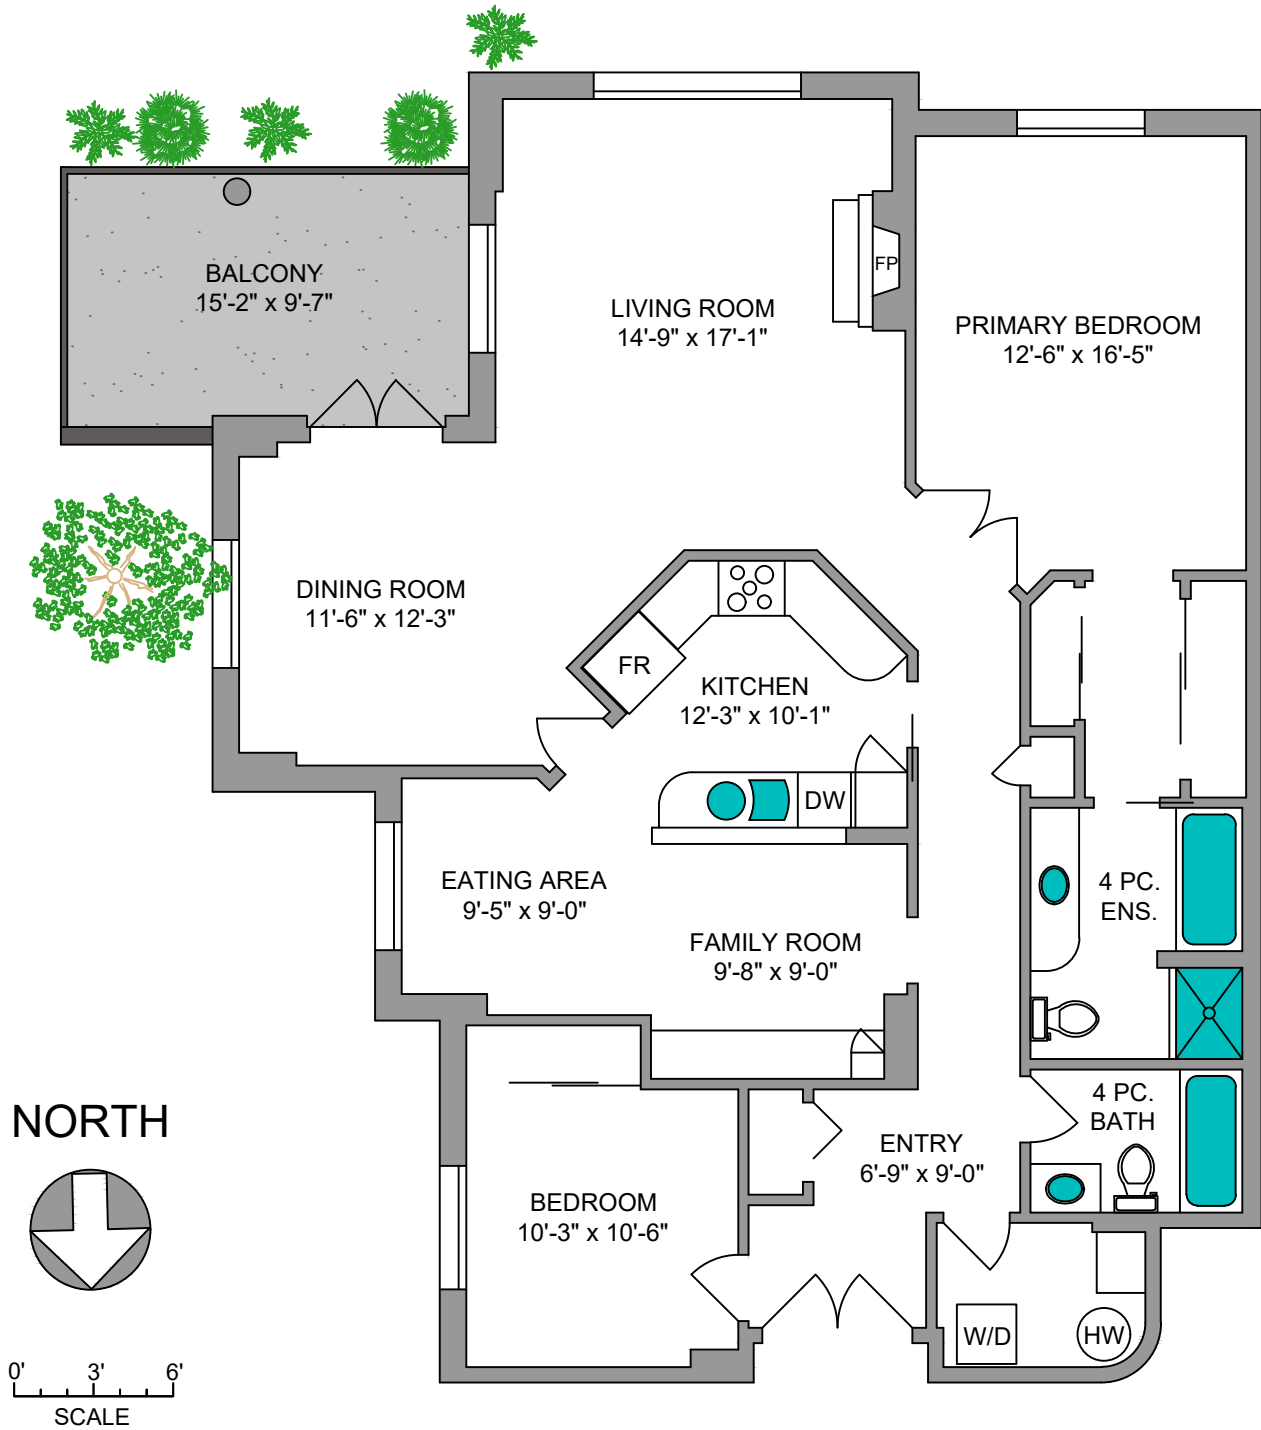 BALCONY
15'-2" x 9'-7"
LIVING ROOM
14'-9" x 17'-1"
FP
PRIMARY BEDROOM
12'-6" x 16'-5"
DINING ROOM
11'-6" x 12'-3"
FR
KITCHEN
12'-3" x 10'-1"
DW
EATING AREA
9'-5" x 9'-0"
4 PC.
ENS.
FAMILY ROOM
9'-8" x 9'-0"
NORTH
4 PC.
BATH
ENTRY
6'-9" x 9'-0"
BEDROOM
10'-3" x 10'-6"
W/D
HW
0' 3' 6'
SCALE